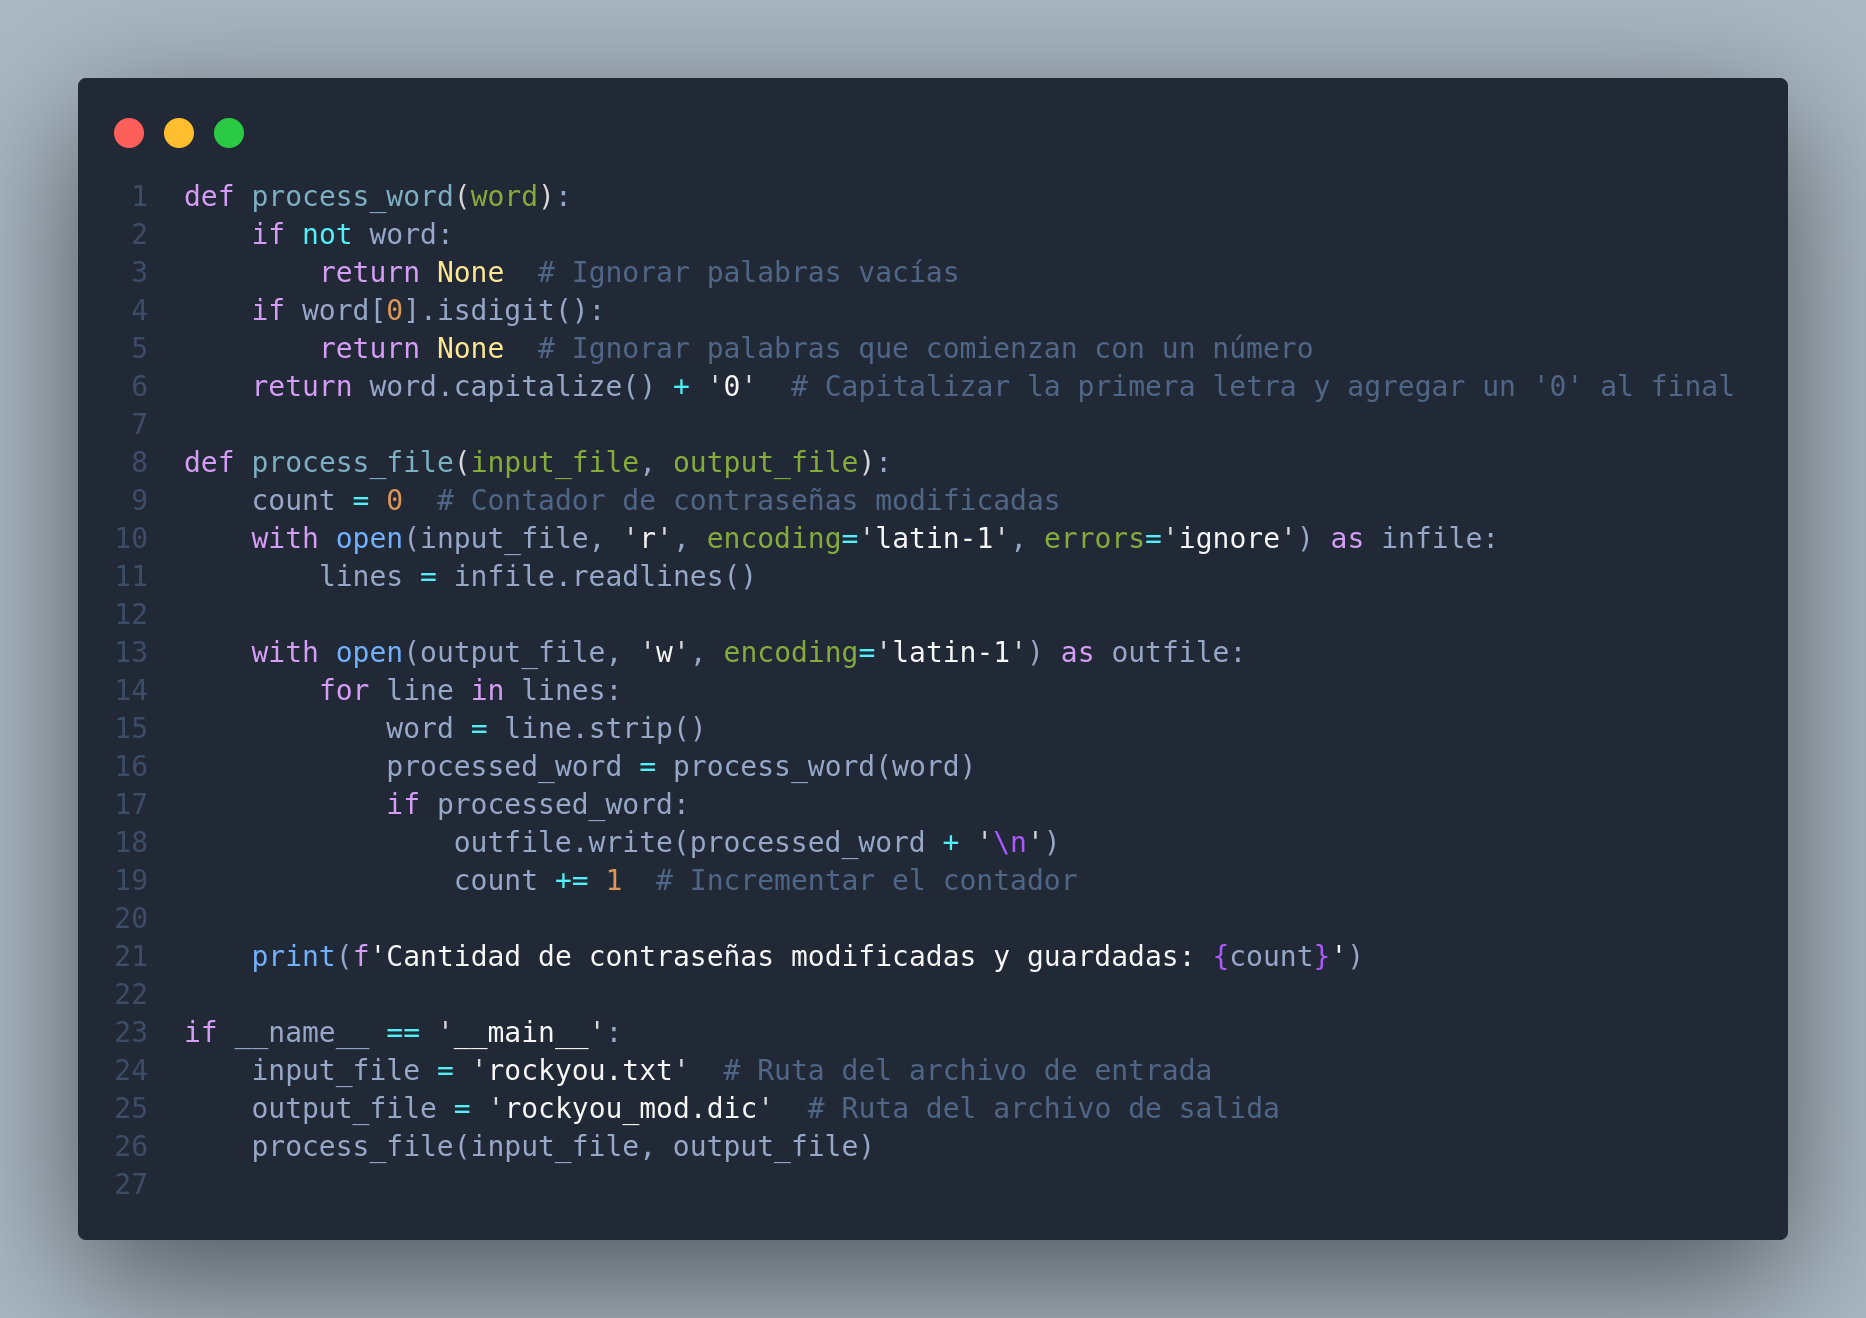 1 def process_word(word):
2     if not word:
3         return None  # Ignorar palabras vacías
4     if word[0].isdigit():
5         return None  # Ignorar palabras que comienzan con un número
6     return word.capitalize() + '0'  # Capitalizar la primera letra y agregar un '0' al final
7
8 def process_file(input_file, output_file):
9     count = 0  # Contador de contraseñas modificadas
10     with open(input_file, 'r', encoding='latin-1', errors='ignore') as infile:
11         lines = infile.readlines()
12
13     with open(output_file, 'w', encoding='latin-1') as outfile:
14         for line in lines:
15             word = line.strip()
16             processed_word = process_word(word)
17             if processed_word:
18                 outfile.write(processed_word + '\n')
19                 count += 1  # Incrementar el contador
20
21     print(f'Cantidad de contraseñas modificadas y guardadas: {count}')
22
23 if __name__ == '__main__':
24     input_file = 'rockyou.txt'  # Ruta del archivo de entrada
25     output_file = 'rockyou_mod.dic'  # Ruta del archivo de salida
26     process_file(input_file, output_file)
27